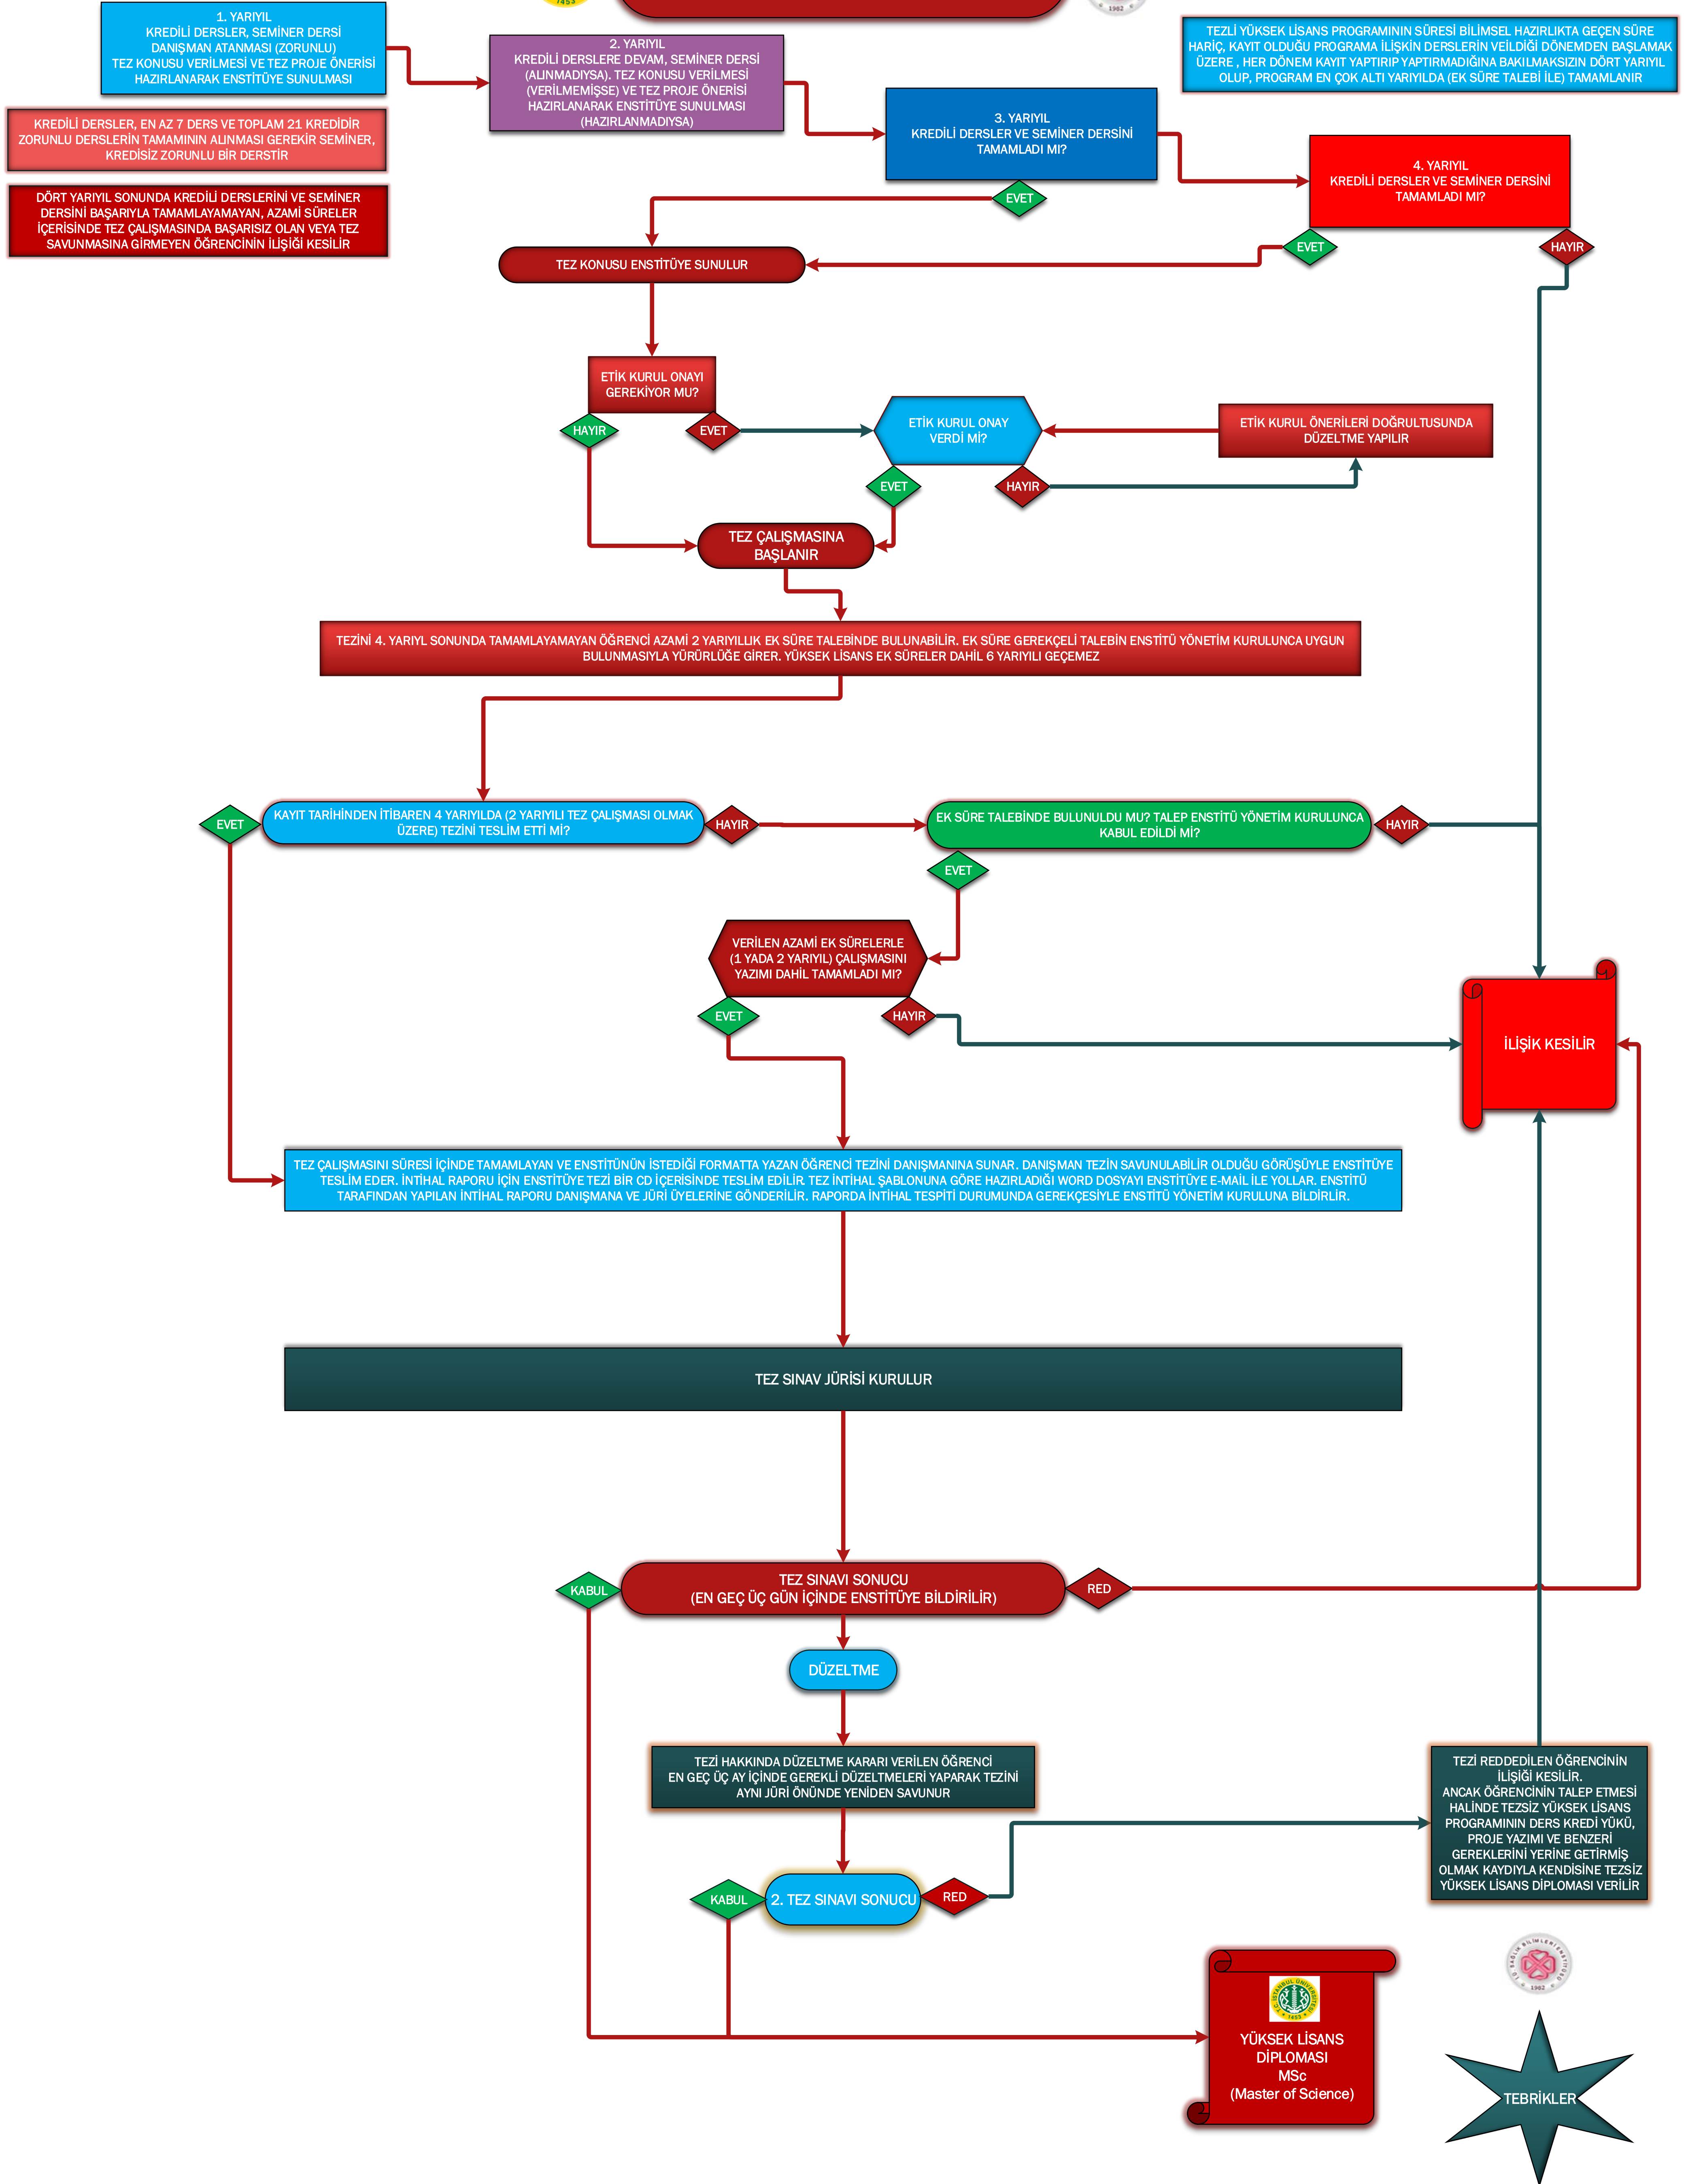 1453
1982
1. YARIYIL
KREDİLİ DERSLER, SEMİNER DERSİ
DANIŞMAN ATANMASI (ZORUNLU)
TEZ KONUSU VERİLMESİ VE TEZ PROJE ÖNERİSİ
HAZIRLANARAK ENSTİTÜYE SUNULMASI
2. YARIYIL
KREDİLİ DERSLERE DEVAM, SEMİNER DERSİ
(ALINMADIYSA). TEZ KONUSU VERİLMESİ
(VERİLMEMİŞSE) VE TEZ PROJE ÖNERİSİ
HAZIRLANARAK ENSTİTÜYE SUNULMASI
(HAZIRLANMADIYSA)
TEZLİ YÜKSEK LİSANS PROGRAMININ SÜRESİ BİLİMSEL HAZIRLIKTA GEÇEN SÜRE
HARİÇ, KAYIT OLDUĞU PROGRAMA İLİŞKİN DERSLERİN VEİLDİĞİ DÖNEMDEN BAŞLAMAK
ÜZERE , HER DÖNEM KAYIT YAPTIRIP YAPTIRMADIĞINA BAKILMAKSIZIN DÖRT YARIYIL
OLUP, PROGRAM EN ÇOK ALTI YARIYILDA (EK SÜRE TALEBİ İLE) TAMAMLANIR
3. YARIYIL
KREDİLİ DERSLER VE SEMİNER DERSİNİ
TAMAMLADI MI?
KREDİLİ DERSLER, EN AZ 7 DERS VE TOPLAM 21 KREDİDİR
ZORUNLU DERSLERİN TAMAMININ ALINMASI GEREKİR SEMİNER,
KREDİSİZ ZORUNLU BİR DERSTİR
4. YARIYIL
KREDİLİ DERSLER VE SEMİNER DERSİNİ
TAMAMLADI MI?
DÖRT YARIYIL SONUNDA KREDİLİ DERSLERİNİ VE SEMİNER
DERSİNİ BAŞARIYLA TAMAMLAYAMAYAN, AZAMİ SÜRELER
İÇERİSİNDE TEZ ÇALIŞMASINDA BAŞARISIZ OLAN VEYA TEZ
SAVUNMASINA GİRMEYEN ÖĞRENCİNİN İLİŞİĞİ KESİLİR
EVET
EVET
HAYIR
TEZ KONUSU ENSTİTÜYE SUNULUR
ETİK KURUL ONAYI
GEREKİYOR MU?
HAYIR
EVET
ETİK KURUL ONAY
VERDİ Mİ?
ETİK KURUL ÖNERİLERİ DOĞRULTUSUNDA
DÜZELTME YAPILIR
EVET
HAYIR
TEZ ÇALIŞMASINA
BAŞLANIR
TEZİNİ 4. YARIYL SONUNDA TAMAMLAYAMAYAN ÖĞRENCİ AZAMİ 2 YARIYILLIK EK SÜRE TALEBİNDE BULUNABİLİR. EK SÜRE GEREKÇELİ TALEBİN ENSTİTÜ YÖNETİM KURULUNCA UYGUN
BULUNMASIYLA YÜRÜRLÜĞE GİRER. YÜKSEK LİSANS EK SÜRELER DAHİL 6 YARIYILI GEÇEMEZ
EVET
KAYIT TARİHİNDEN İTİBAREN 4 YARIYILDA (2 YARIYILI TEZ ÇALIŞMASI OLMAK
ÜZERE) TEZİNİ TESLİM ETTİ Mİ?
HAYIR
EK SÜRE TALEBİNDE BULUNULDU MU? TALEP ENSTİTÜ YÖNETİM KURULUNCA
KABUL EDİLDİ Mİ?
HAYIR
EVET
VERİLEN AZAMİ EK SÜRELERLE
(1 YADA 2 YARIYIL) ÇALIŞMASINI
YAZIMI DAHİL TAMAMLADI MI?
EVET
HAYIR
İLİŞİK KESİLİR
TEZ ÇALIŞMASINI SÜRESİ İÇİNDE TAMAMLAYAN VE ENSTİTÜNÜN İSTEDİĞİ FORMATTA YAZAN ÖĞRENCİ TEZİNİ DANIŞMANINA SUNAR. DANIŞMAN TEZİN SAVUNULABİLİR OLDUĞU GÖRÜŞÜYLE ENSTİTÜYE
TESLİM EDER. İNTİHAL RAPORU İÇİN ENSTİTÜYE TEZİ BİR CD İÇERİSİNDE TESLİM EDİLİR. TEZ İNTİHAL ŞABLONUNA GÖRE HAZIRLADIĞI WORD DOSYAYI ENSTİTÜYE E-MAİL İLE YOLLAR. ENSTİTÜ
TARAFINDAN YAPILAN İNTİHAL RAPORU DANIŞMANA VE JÜRİ ÜYELERİNE GÖNDERİLİR. RAPORDA İNTİHAL TESPİTİ DURUMUNDA GEREKÇESİYLE ENSTİTÜ YÖNETİM KURULUNA BİLDİRLİR.
TEZ SINAV JÜRİSİ KURULUR
KABUL
TEZ SINAVI SONUCU
(EN GEÇ ÜÇ GÜN İÇİNDE ENSTİTÜYE BİLDİRİLİR)
RED
DÜZELTME
TEZİ HAKKINDA DÜZELTME KARARI VERİLEN ÖĞRENCİ
EN GEÇ ÜÇ AY İÇİNDE GEREKLİ DÜZELTMELERİ YAPARAK TEZİNİ
AYNI JÜRİ ÖNÜNDE YENİDEN SAVUNUR
TEZİ REDDEDİLEN ÖĞRENCİNİN
İLİŞİĞİ KESİLİR.
ANCAK ÖĞRENCİNİN TALEP ETMESİ
HALİNDE TEZSİZ YÜKSEK LİSANS
PROGRAMININ DERS KREDİ YÜKÜ,
PROJE YAZIMI VE BENZERİ
GEREKLERİNİ YERİNE GETİRMİŞ
OLMAK KAYDIYLA KENDİSİNE TEZSİZ
YÜKSEK LİSANS DİPLOMASI VERİLİR
KABUL
2. TEZ SINAVI SONUCU
RED
İ.Ü. SAĞLIK BİLİMLERİ ENSTİTÜSÜ
1982
T.C. İSTANBUL ÜNİVERSİTESİ
1453
YÜKSEK LİSANS
DİPLOMASI
MSc
(Master of Science)
TEBRİKLER